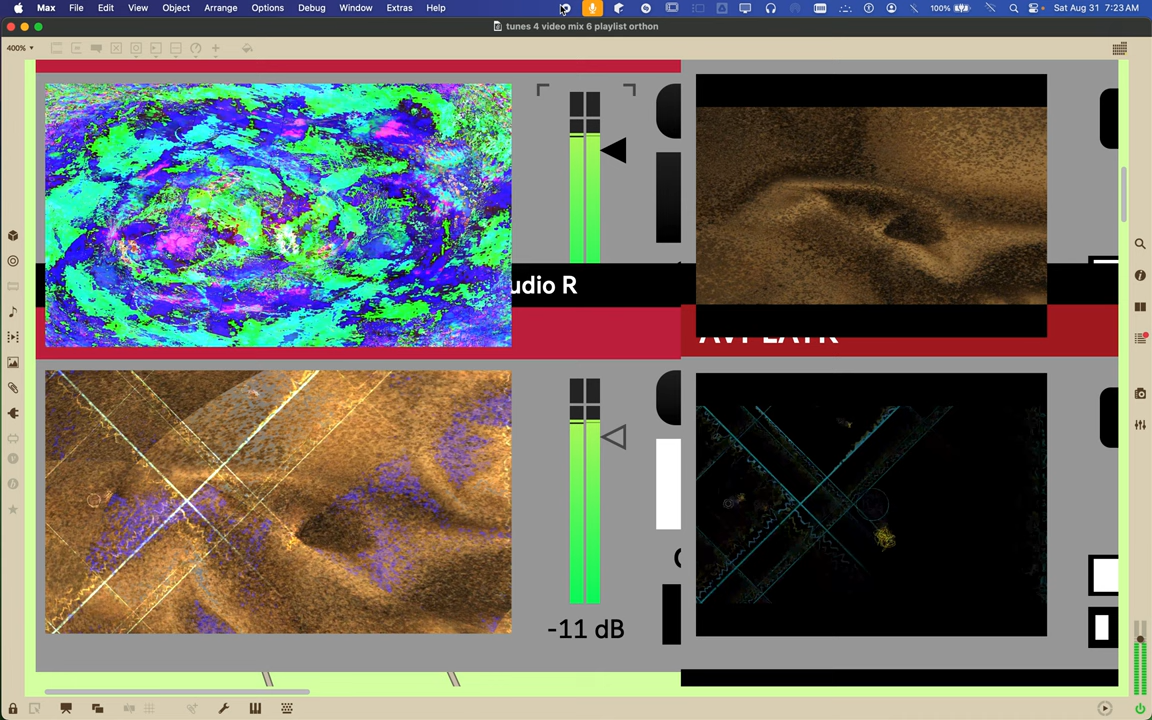 Max File Edit View Object Arrange Options Debug Window Extras Help 100% Sat Aug 31 7:23 AM
tunes 4 video mix 6 playlist orthon
400%
udio R
-11 dB